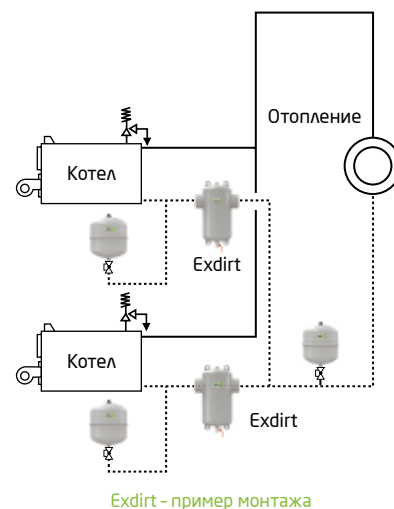 Отопление
Котел
Exdirt
Котел
Exdirt
Exdirt – пример монтажа